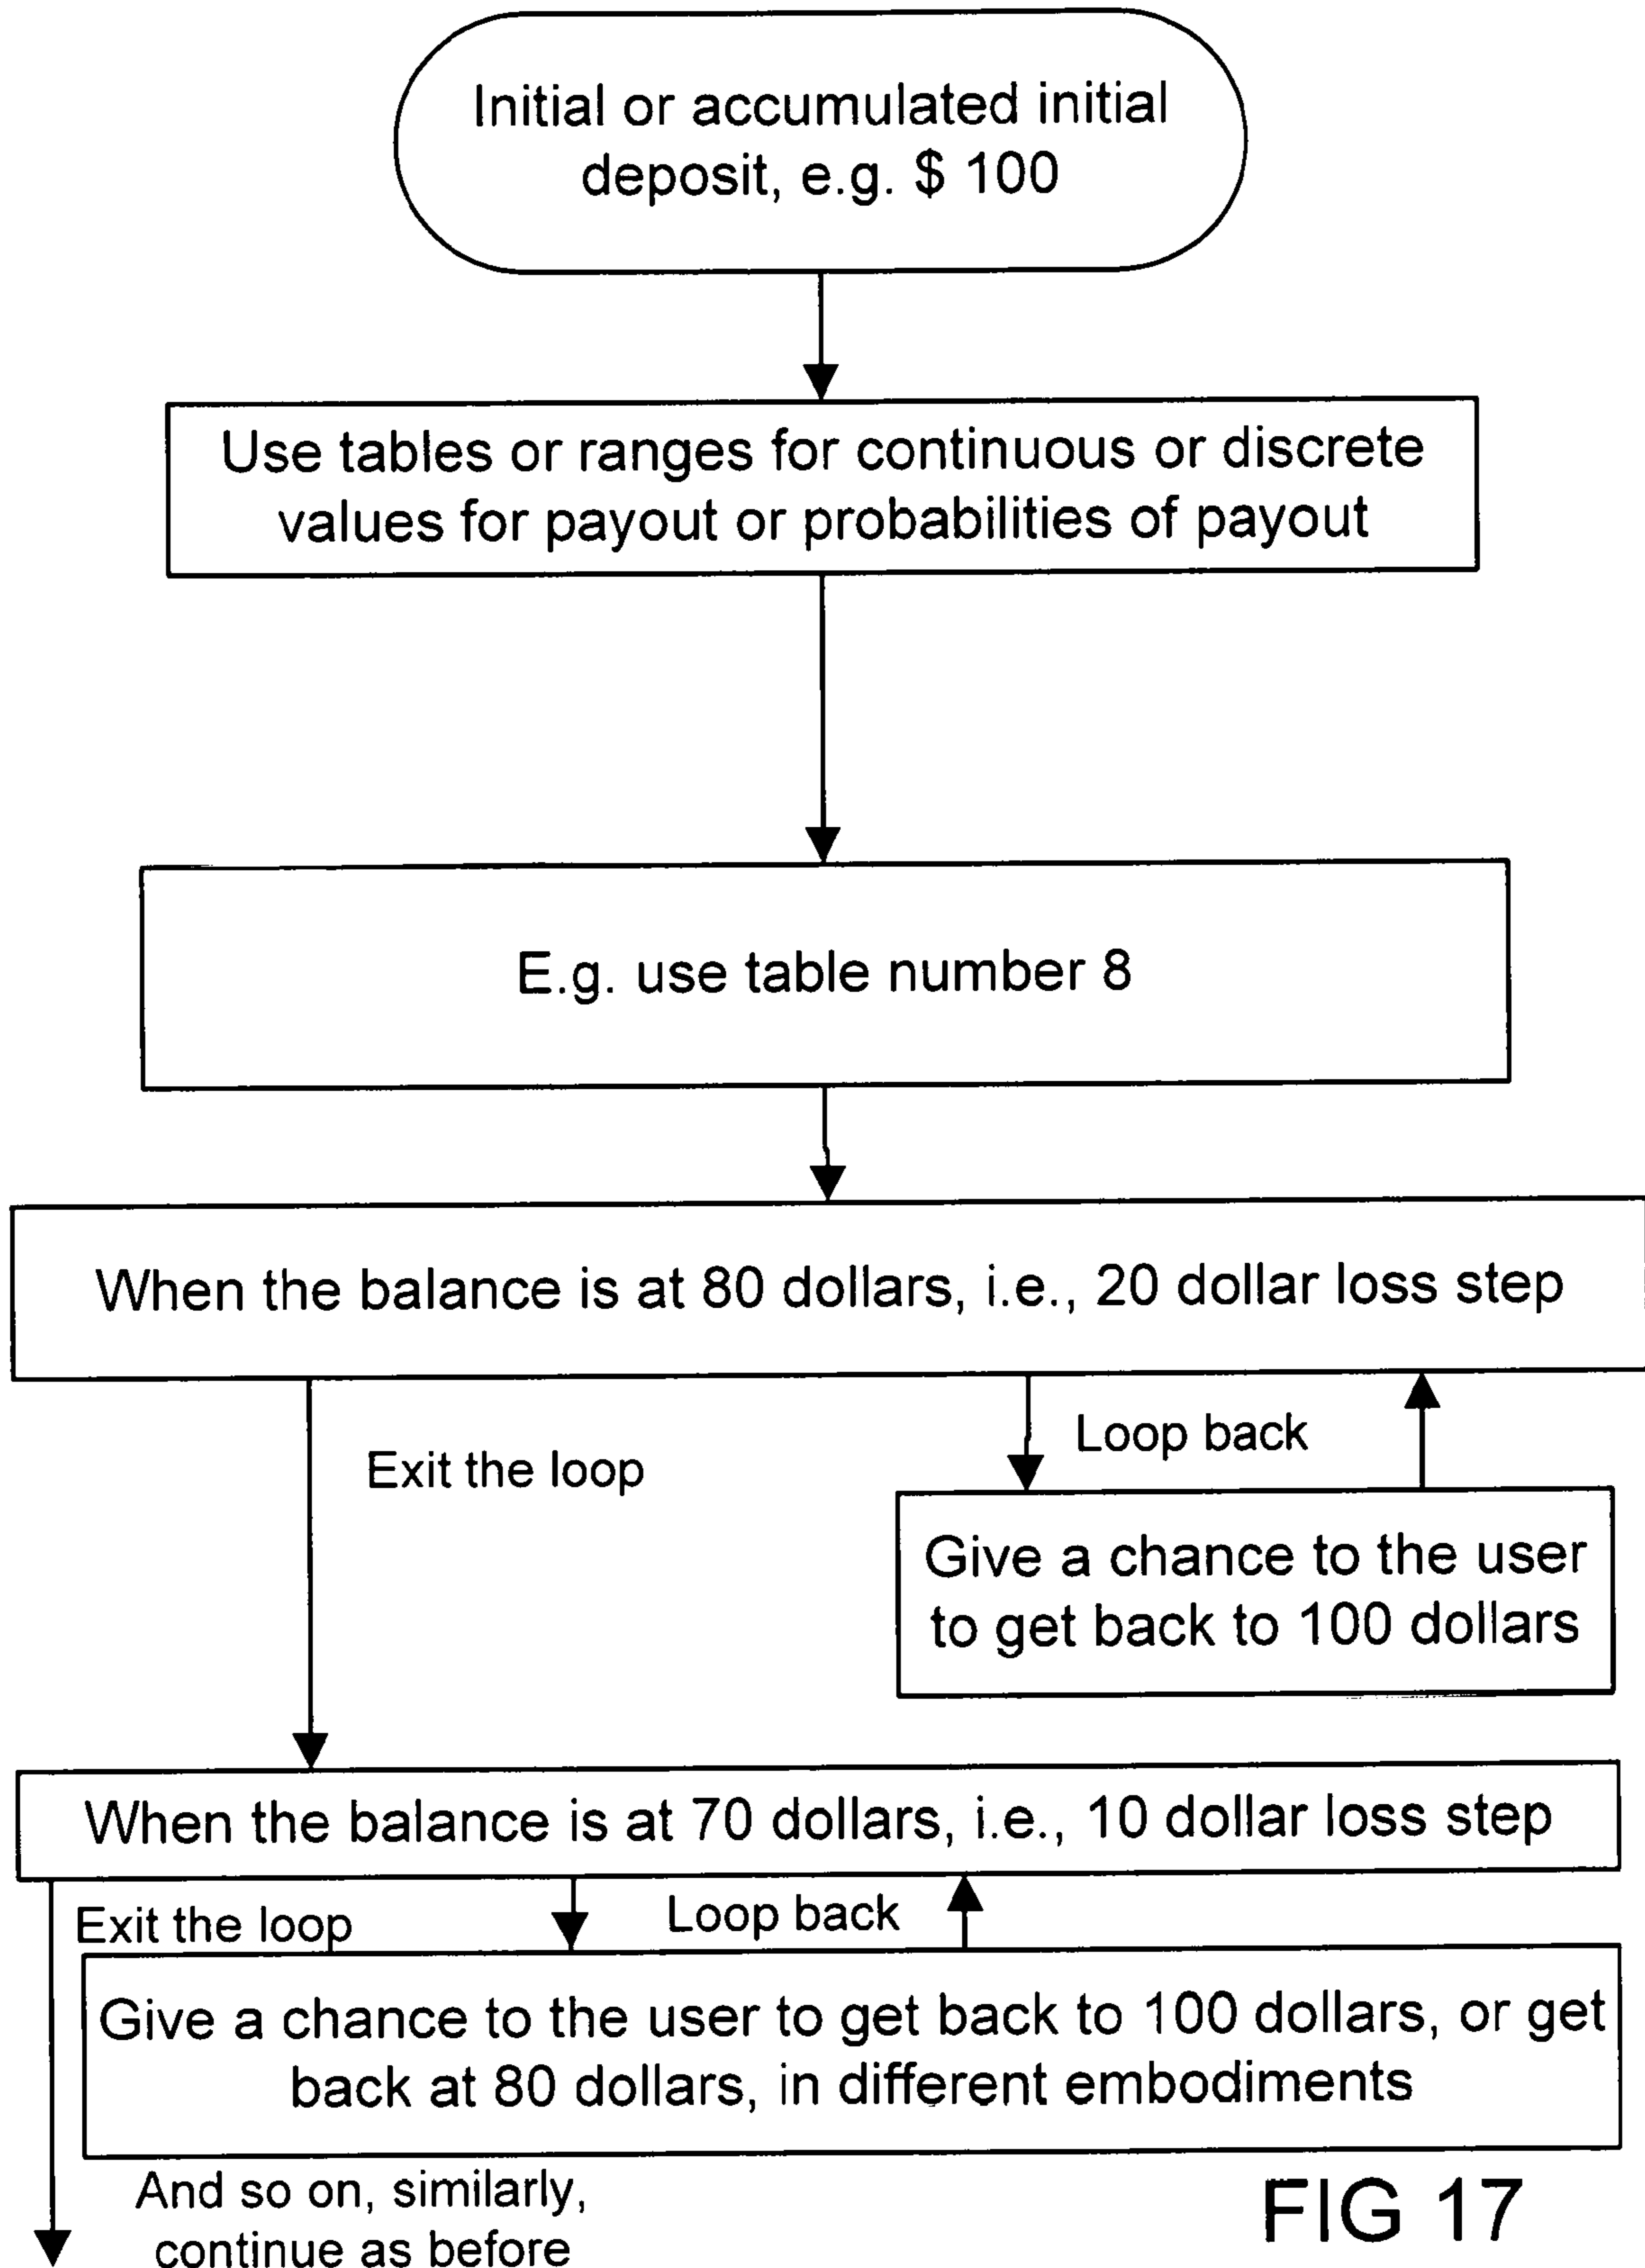 Initial or accumulated initial
deposit, e.g. $ 100
Use tables or ranges for continuous or discrete
values for payout or probabilities of payout
E.g. use table number 8
When the balance is at 80 dollars, i.e., 20 dollar loss step
Exit the loop
Loop back
Give a chance to the user
to get back to 100 dollars
When the balance is at 70 dollars, i.e., 10 dollar loss step
Exit the loop
Loop back
Give a chance to the user to get back to 100 dollars, or get
back at 80 dollars, in different embodiments
And so on, similarly,
continue as before
FIG 17